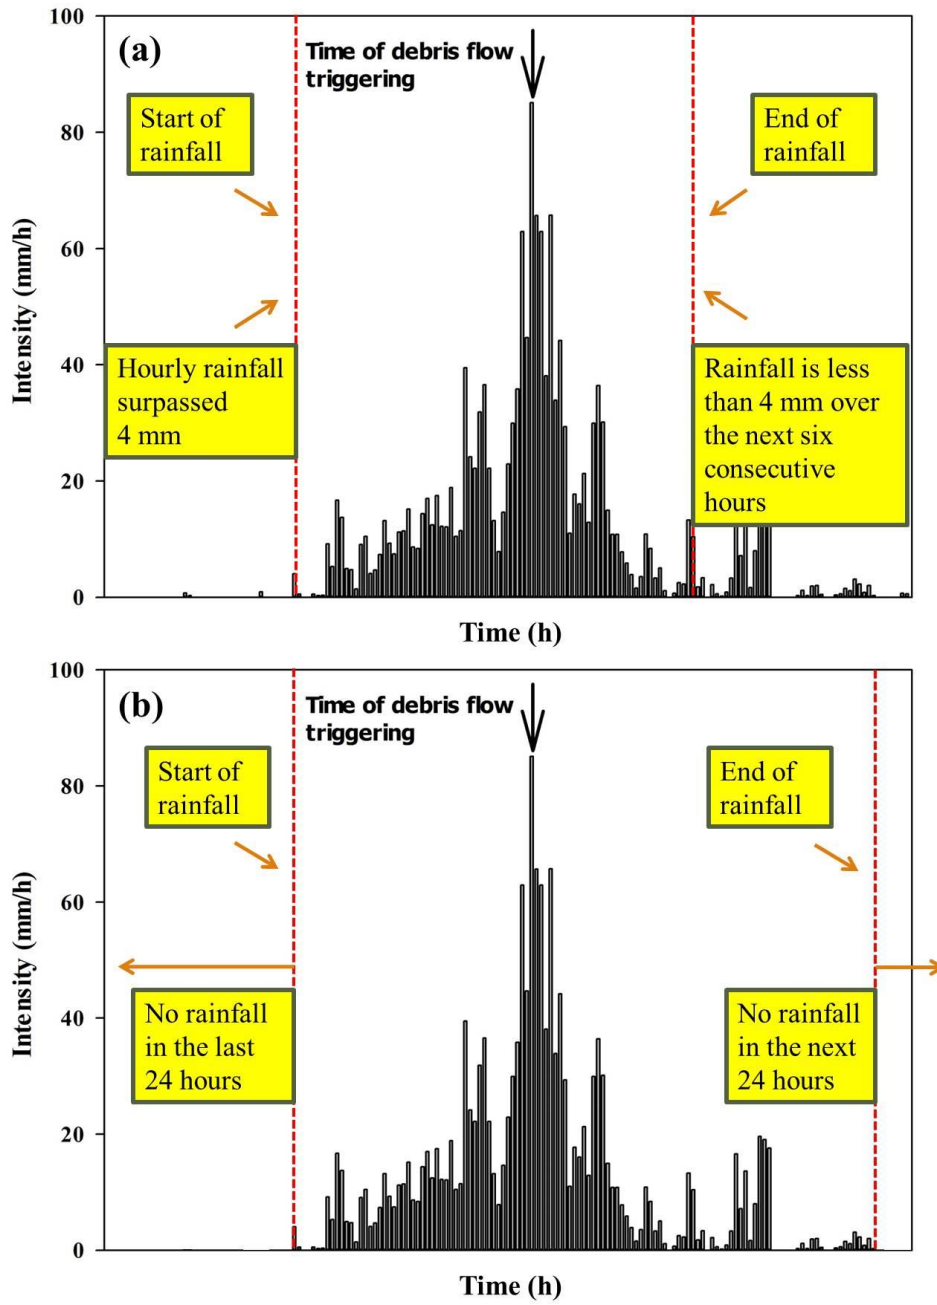 100
(a)
Time of debris flow
triggering
Start of
rainfall
End of
rainfall
80
60
Intensity (mm/h)
Hourly rainfall
surpassed
4 mm
Rainfall is less
than 4 mm over
the next six
consecutive
hours
40
20
0
Time (h)
100
(b)
Time of debris flow
triggering
Start of
rainfall
End of
rainfall
80
60
Intensity (mm/h)
No rainfall
in the last
24 hours
No rainfall
in the next
24 hours
40
20
0
Time (h)